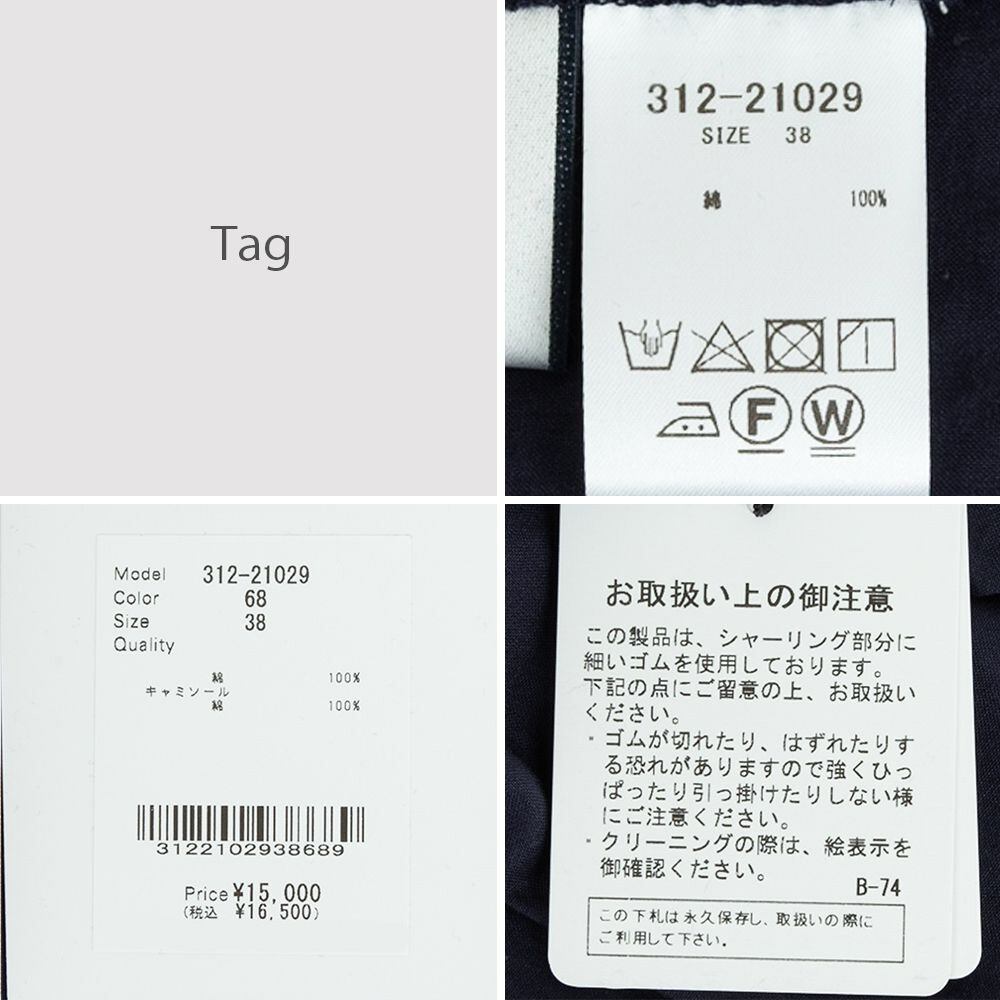 Tag
312-21029
SIZE 38
綿 100%
F W
Model 312-21029
Color 68
Size 38
Quality
綿 100%
キャミソール
綿 100%
3122102938689
Price ¥15,000
(税込 ¥16,500)
お取扱い上の御注意
この製品は、シャーリング部分に
細いゴムを使用しております。
下記の点にご留意の上、お取扱い
ください。
・ゴムが切れたり、はずれたりす
る恐れがありますので強くひっ
ぱったり引っ掛けたりしない様
にご注意ください。
・クリーニングの際は、絵表示を
御確認ください。
B-74
この下札は永久保存し、取扱いの際に
ご利用して下さい。